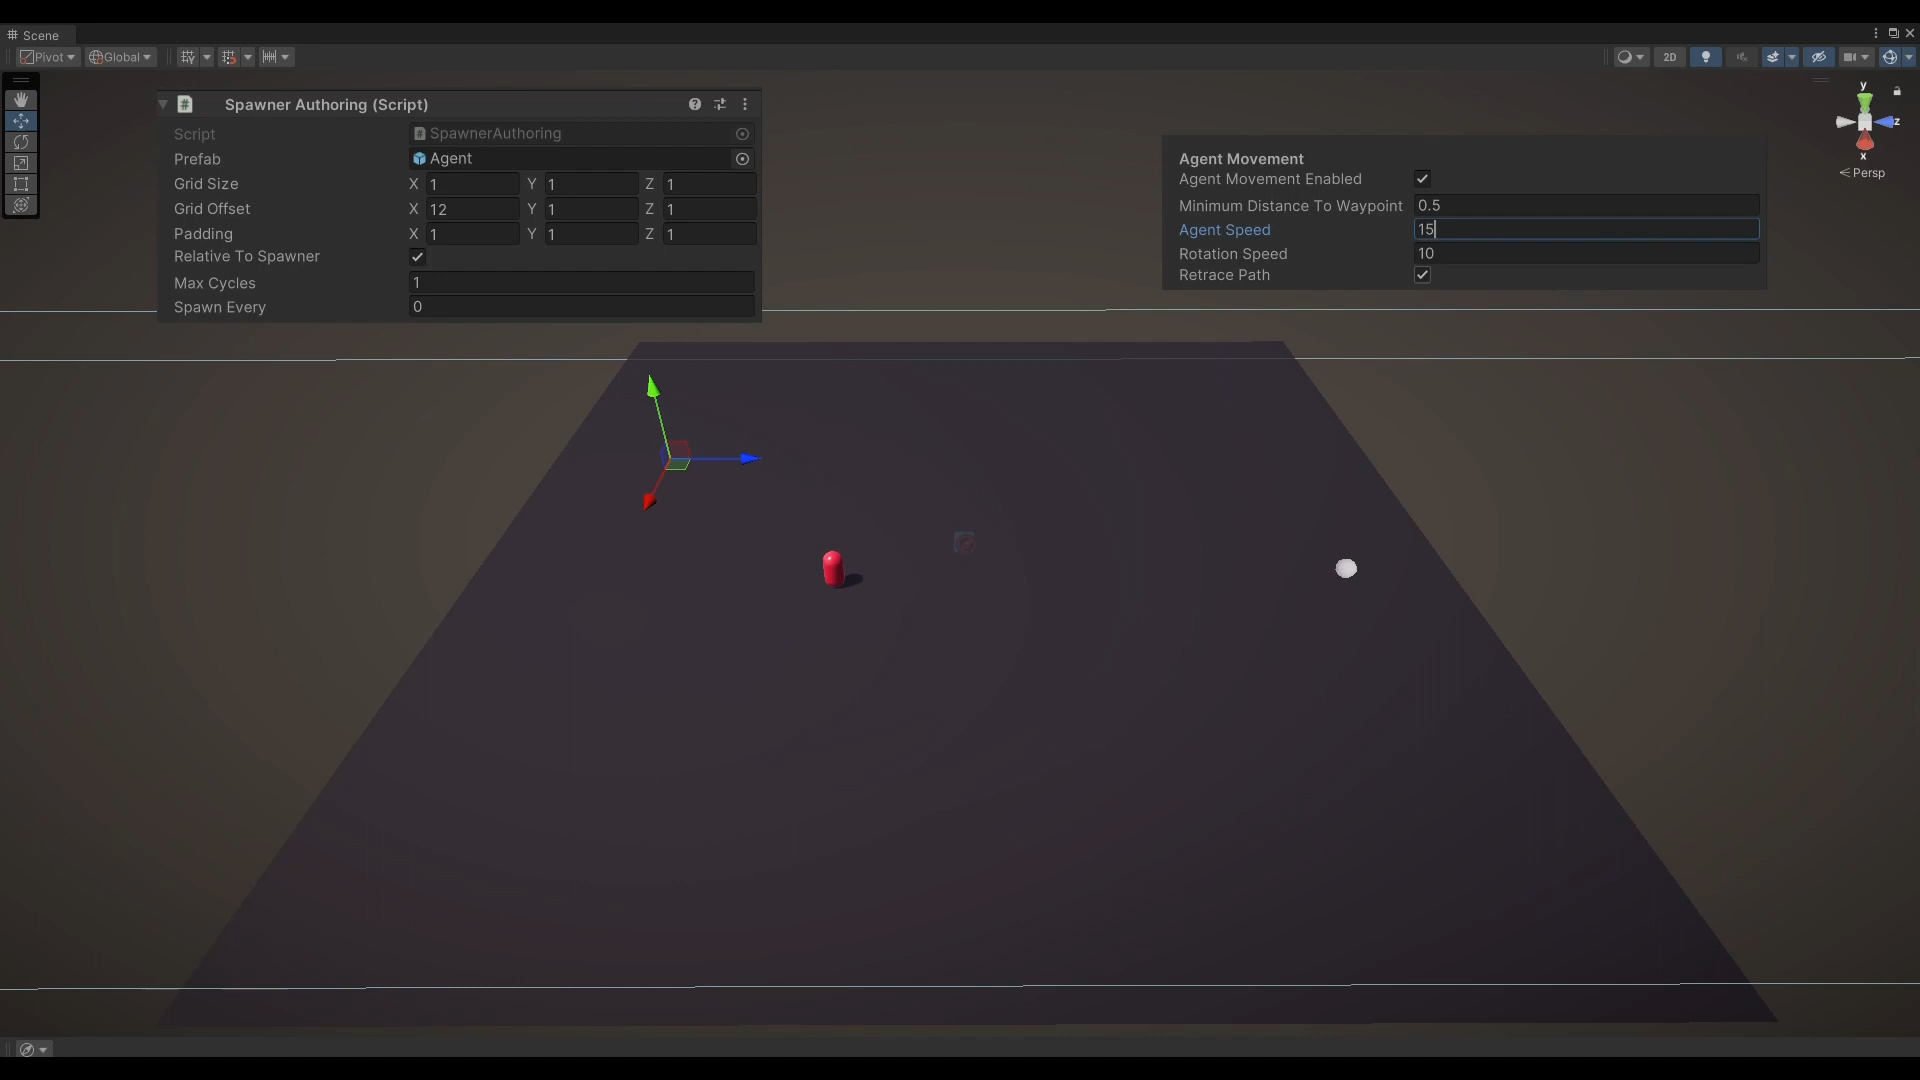 Scene
Pivot
Global
2D
Spawner Authoring (Script)
Script SpawnerAuthoring
Prefab Agent
Grid Size X 1 Y 1 Z 1
Grid Offset X 12 Y 1 Z 1
Padding X 1 Y 1 Z 1
Relative To Spawner
Max Cycles 1
Spawn Every 0
Agent Movement
Agent Movement Enabled
Minimum Distance To Waypoint 0.5
Agent Speed 15
Rotation Speed 10
Retrace Path
y
z
x
Persp